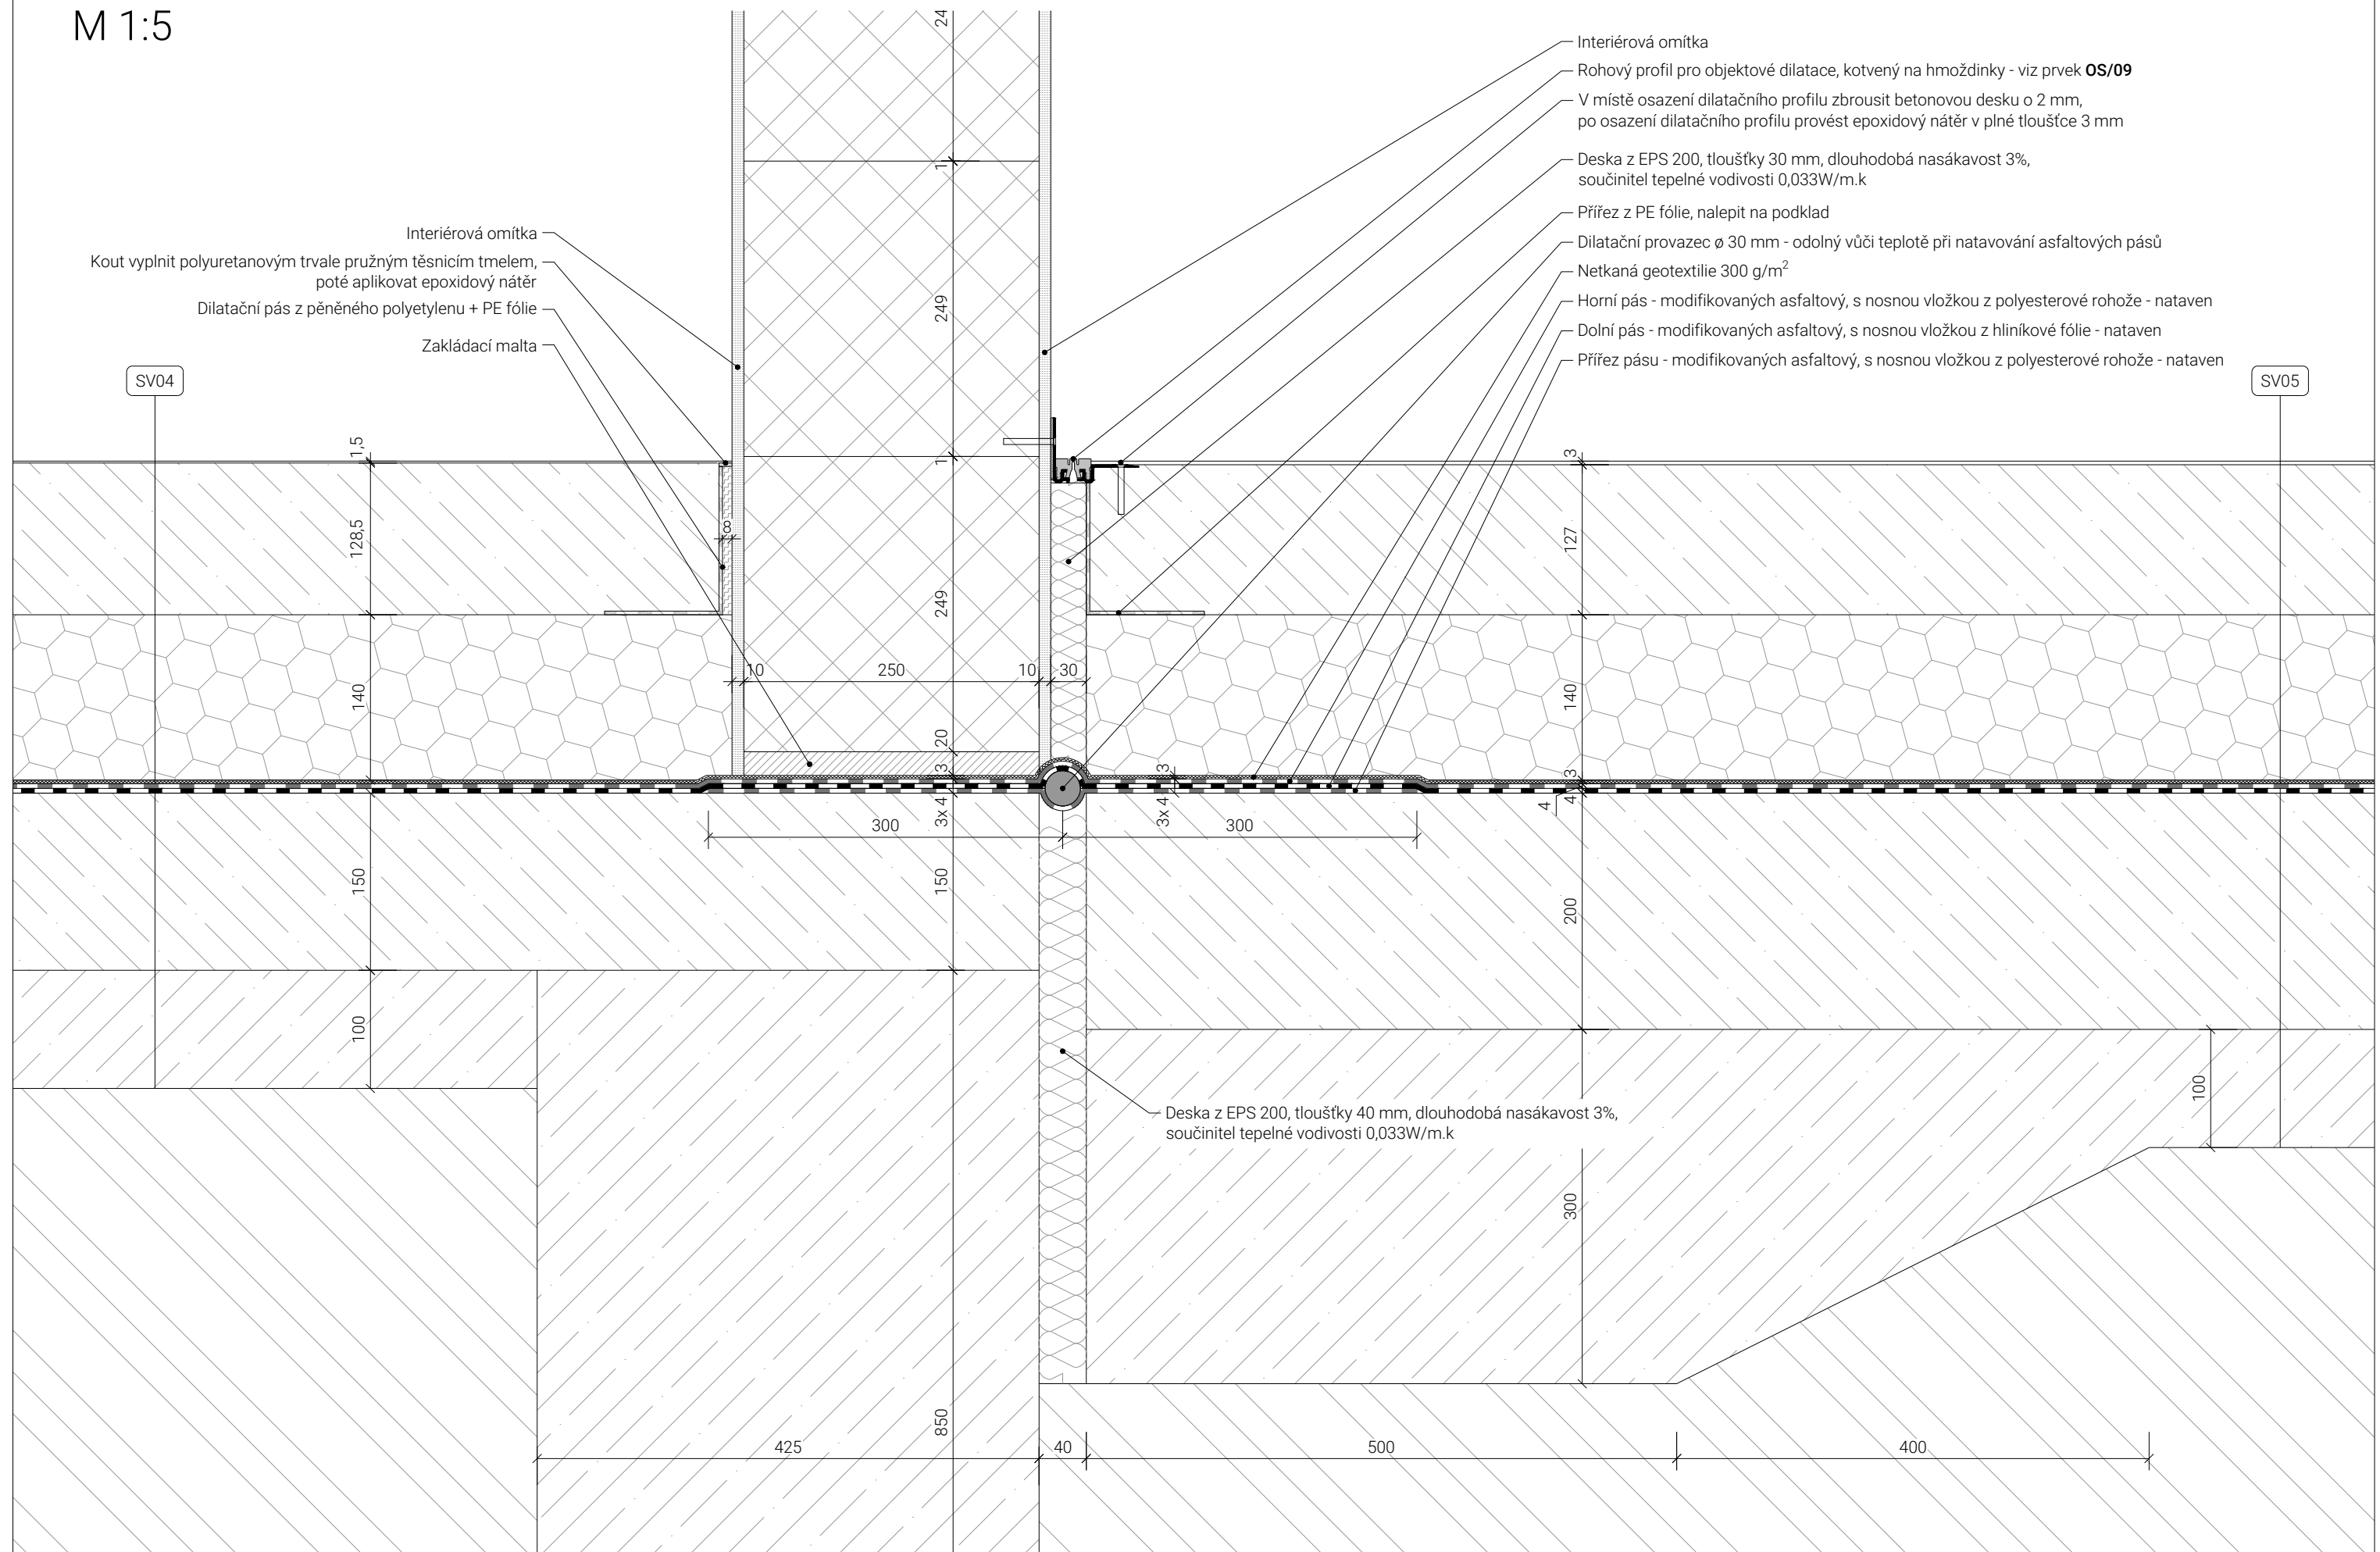 M 1:5
Interiérová omítka
Rohový profil pro objektové dilatace, kotvený na hmoždinky - viz prvek OS/09
V místě osazení dilatačního profilu zbrousit betonovou desku o 2 mm,
po osazení dilatačního profilu provést epoxidový nátěr v plné tloušťce 3 mm
Deska z EPS 200, tloušťky 30 mm, dlouhodobá nasákavost 3%,
součinitel tepelné vodivosti 0,033W/m.k
Přířez z PE fólie, nalepit na podklad
Dilatační provazec ø 30 mm - odolný vůči teplotě při natavování asfaltových pásů
Netkaná geotextilie 300 g/m²
Horní pás - modifikovaných asfaltový, s nosnou vložkou z polyesterové rohože - nataven
Dolní pás - modifikovaných asfaltový, s nosnou vložkou z hliníkové fólie - nataven
Přířez pásu - modifikovaných asfaltový, s nosnou vložkou z polyesterové rohože - nataven
Interiérová omítka
Kout vyplnit polyuretanovým trvale pružným těsnicím tmelem,
poté aplikovat epoxidový nátěr
Dilatační pás z pěněného polyetylenu + PE fólie
Zakládací malta
SV04
SV05
24
1
249
1
249
20
3
3x 4
150
850
1,5
128,5
140
150
100
8
10
250
10
30
3
127
140
3
4
4
200
300
100
3
3x 4
300
300
Deska z EPS 200, tloušťky 40 mm, dlouhodobá nasákavost 3%,
součinitel tepelné vodivosti 0,033W/m.k
425
40
500
400